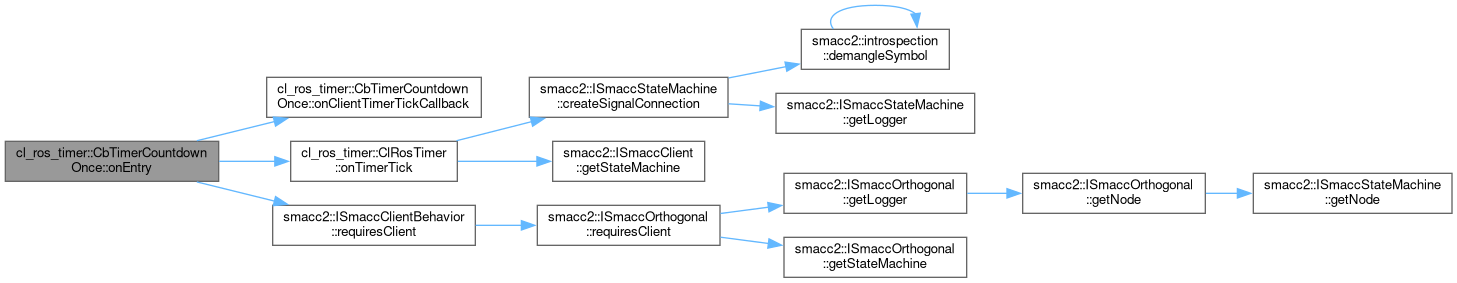 cl_ros_timer::CbTimerCountdown
Once::onEntry
cl_ros_timer::CbTimerCountdown
Once::onClientTimerTickCallback
cl_ros_timer::ClRosTimer
::onTimerTick
smacc2::ISmaccClientBehavior
::requiresClient
smacc2::ISmaccStateMachine
::createSignalConnection
smacc2::ISmaccClient
::getStateMachine
smacc2::ISmaccOrthogonal
::requiresClient
smacc2::introspection
::demangleSymbol
smacc2::ISmaccStateMachine
::getLogger
smacc2::ISmaccOrthogonal
::getLogger
smacc2::ISmaccOrthogonal
::getStateMachine
smacc2::ISmaccOrthogonal
::getNode
smacc2::ISmaccStateMachine
::getNode